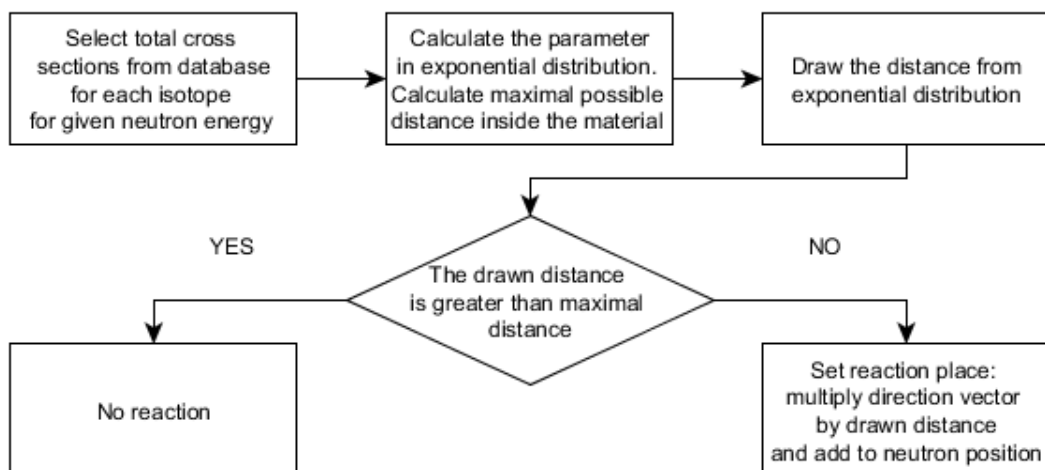 Select total cross
sections from database
for each isotope
for given neutron energy
Calculate the parameter
in exponential distribution.
Calculate maximal possible
distance inside the material
Draw the distance from
exponential distribution
YES
NO
The drawn distance
is greater than maximal
distance
No reaction
Set reaction place:
multiply direction vector
by drawn distance
and add to neutron position